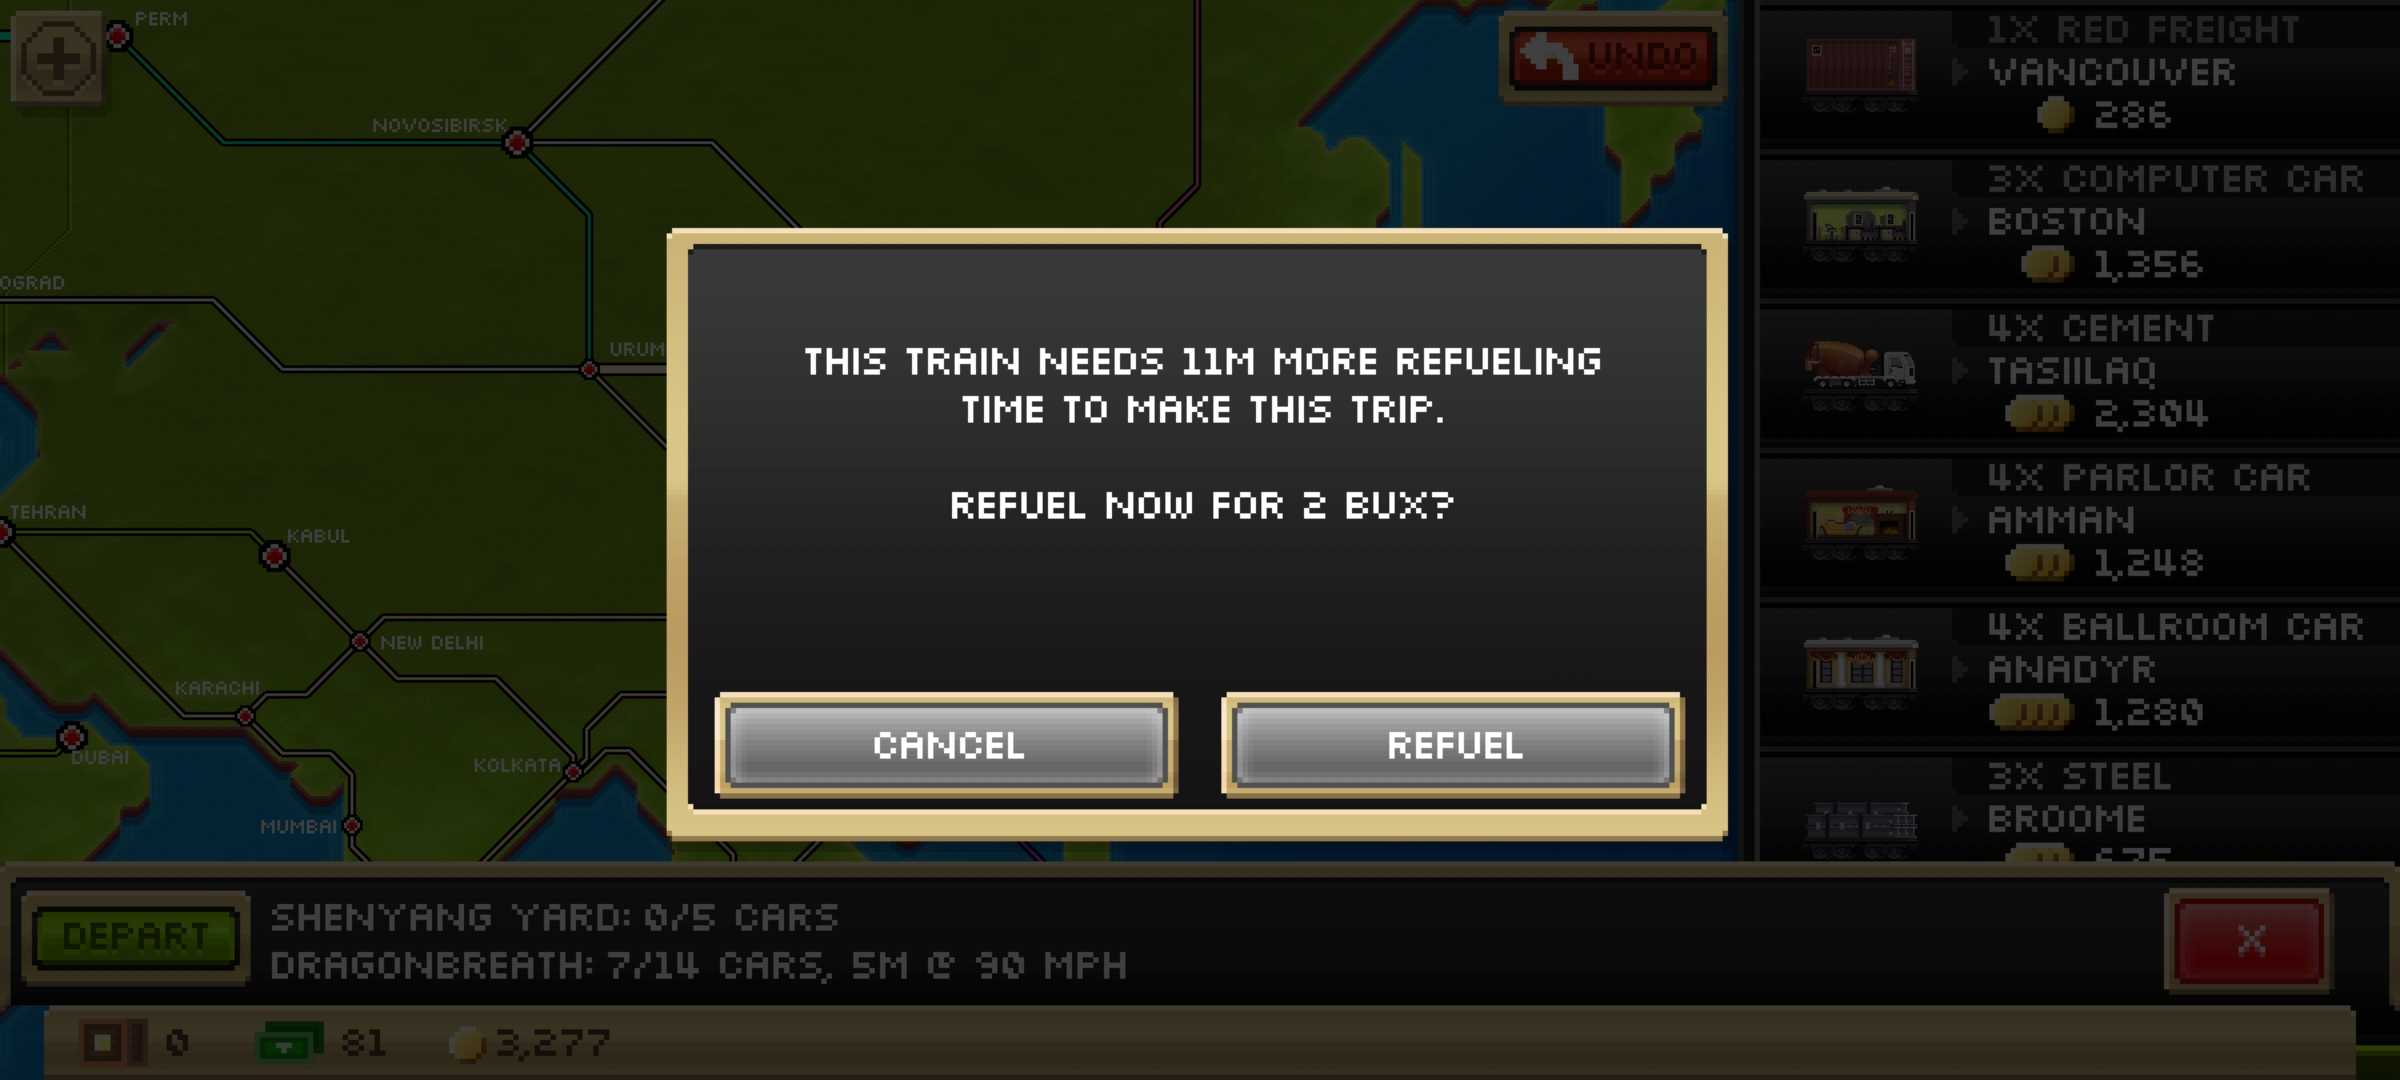 PERM
UNDO
NOVOSIBIRSK
OGRAD
URUM
TEHRAN
KABUL
NEW DELHI
KARACHI
DUBAI
KOLKATA
MUMBAI
THIS TRAIN NEEDS 11M MORE REFUELING
TIME TO MAKE THIS TRIP.
REFUEL NOW FOR 2 BUX?
CANCEL
REFUEL
1X RED FREIGHT
VANCOUVER
286
3X COMPUTER CAR
BOSTON
1,356
4X CEMENT
TASIILAQ
2,304
4X PARLOR CAR
AMMAN
1,248
4X BALLROOM CAR
ANADYR
1,280
3X STEEL
BROOME
675
DEPART
SHENYANG YARD: 0/5 CARS
DRAGONBREATH: 7/14 CARS, 5M @ 90 MPH
X
0
81
3,277